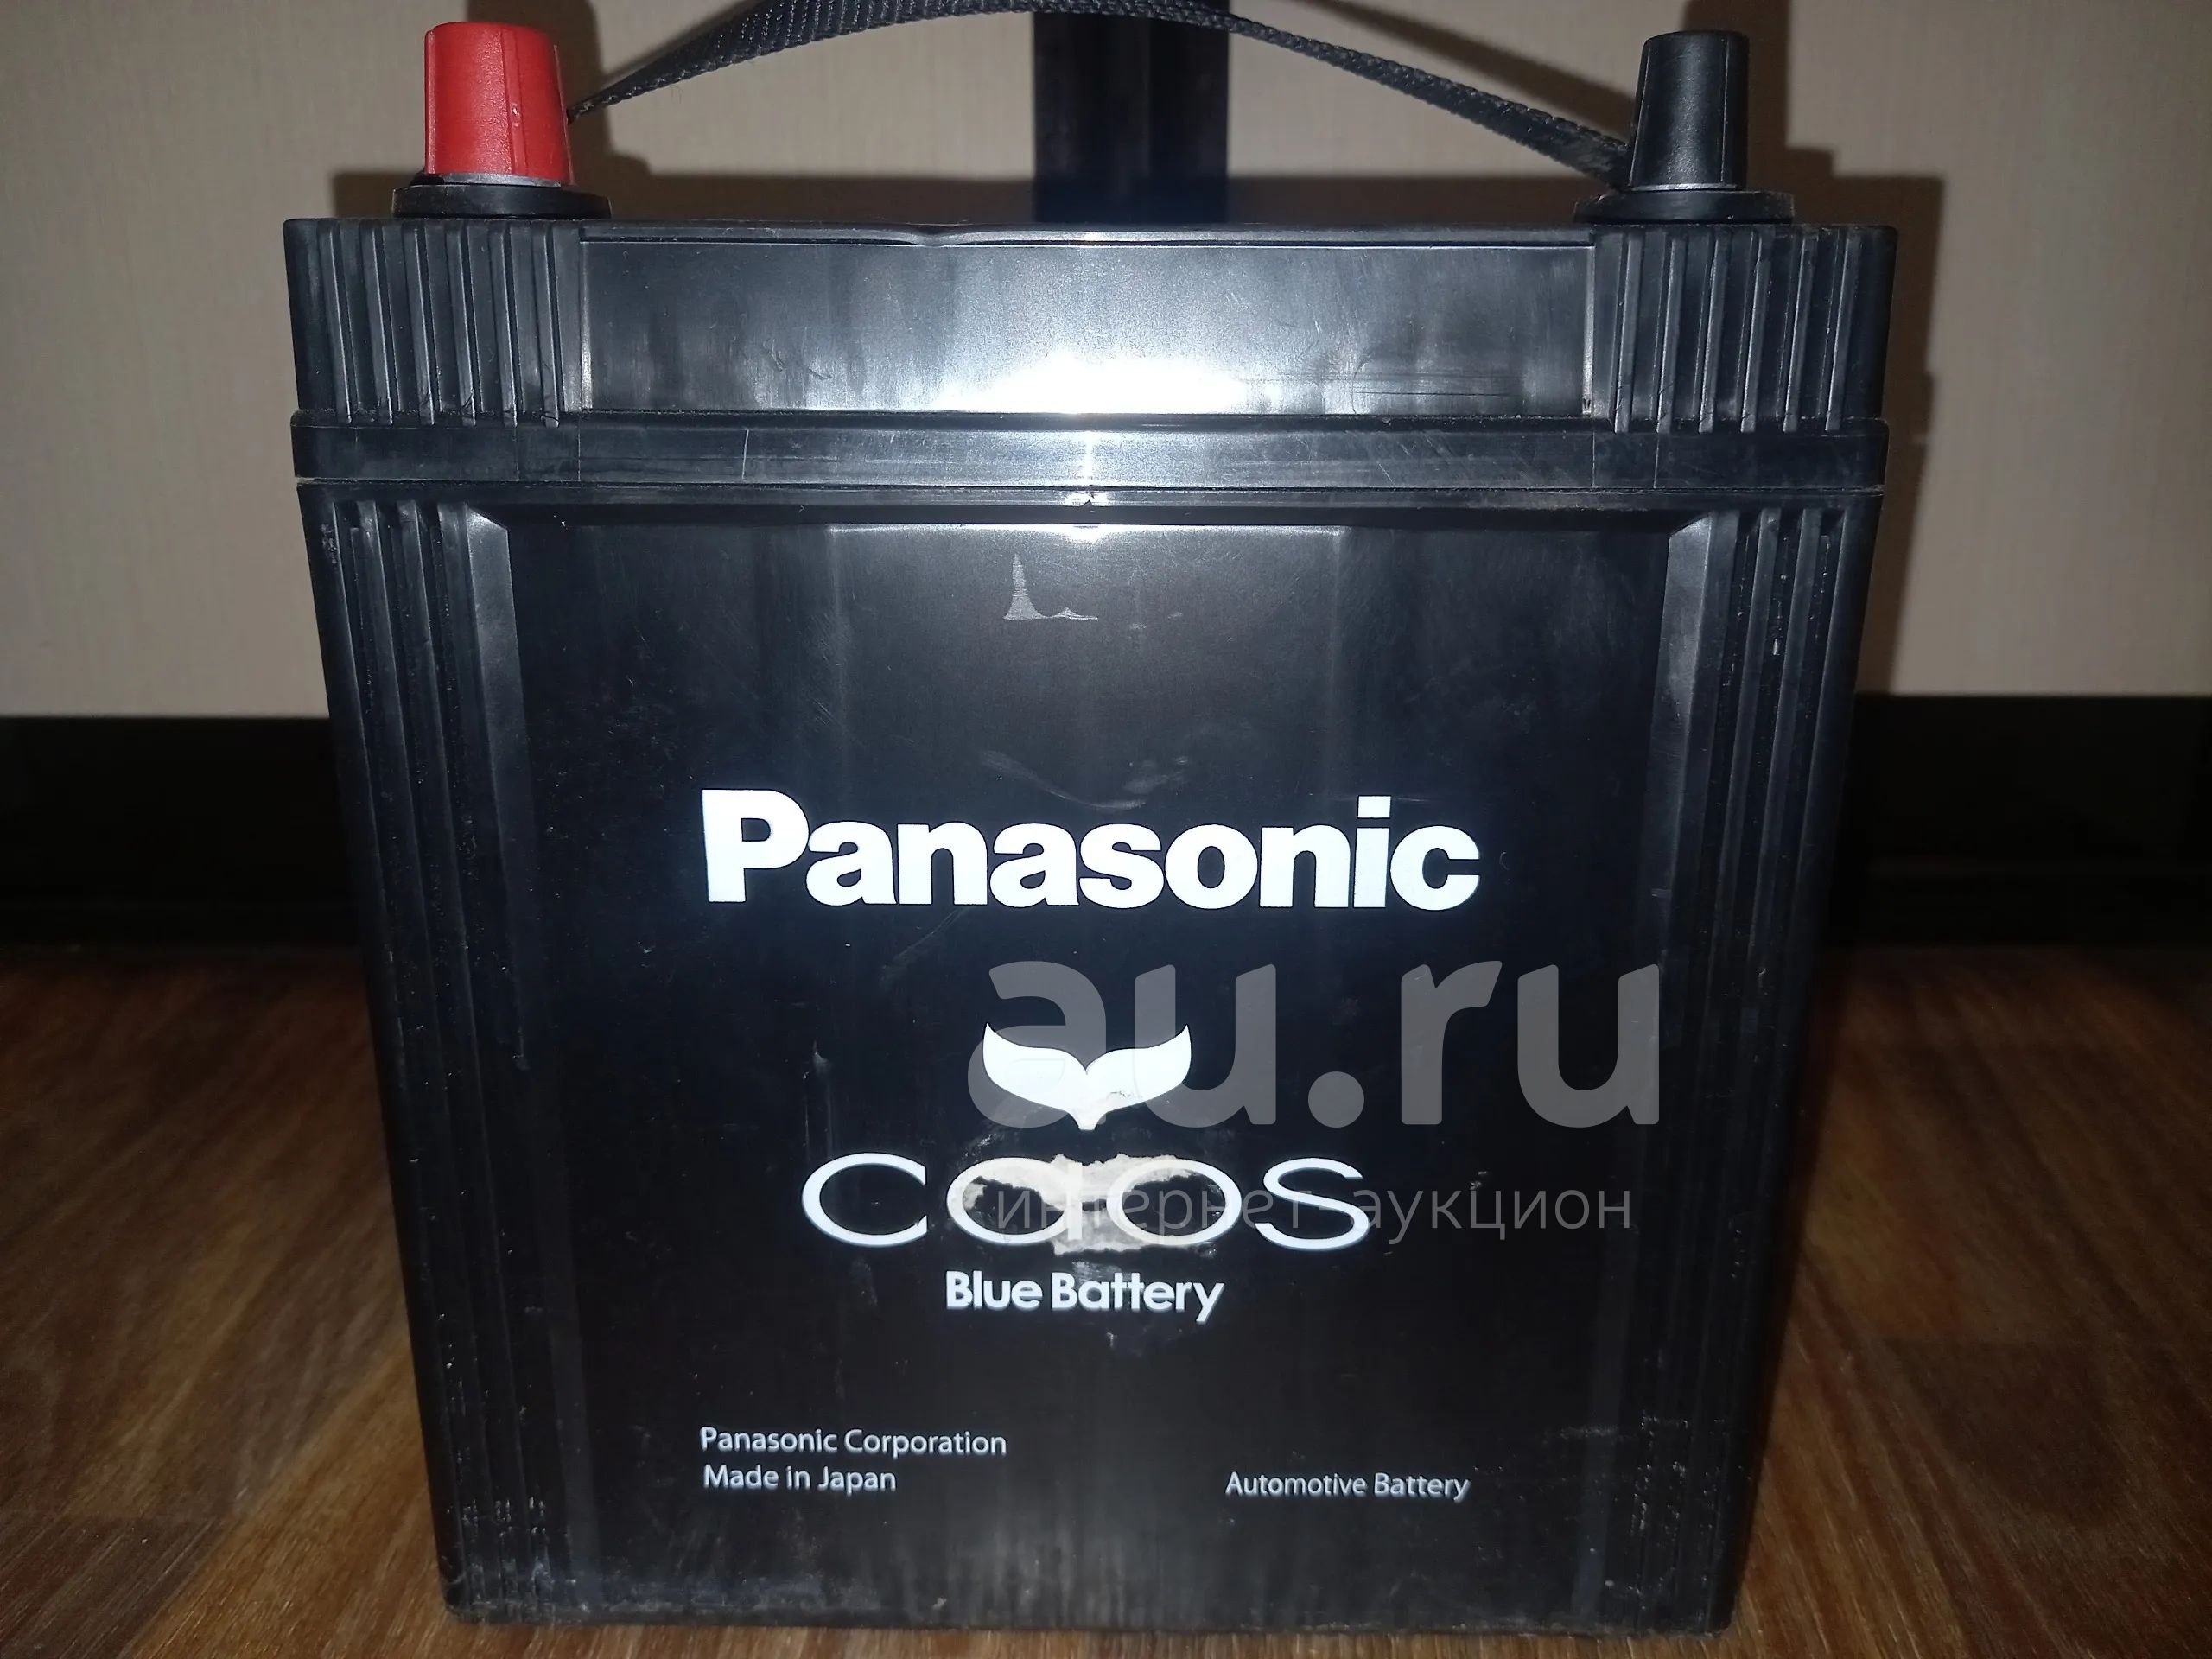 Panasonic
au.ru
caos
интернет-аукцион
Blue Battery
Panasonic Corporation
Made in Japan
Automotive Battery